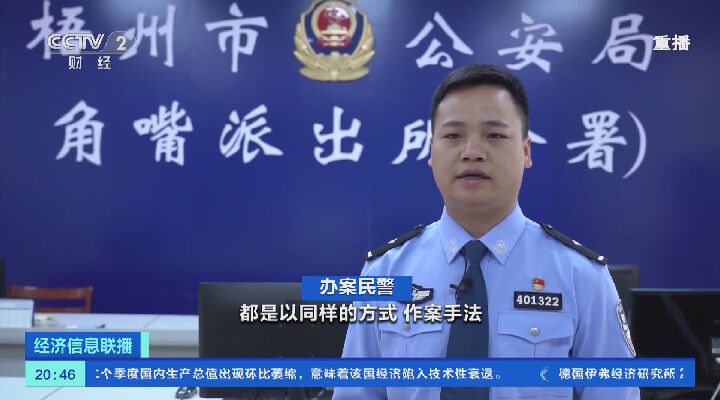 CCTV 2
财经
重播
梧州市公安局
角嘴派出所
署)
401322
办案民警
都是以同样的方式 作案手法
经济信息联播
20:46
个季度国内生产总值出现环比萎缩，意味着该国经济陷入技术性衰退。
德国伊弗经济研究所